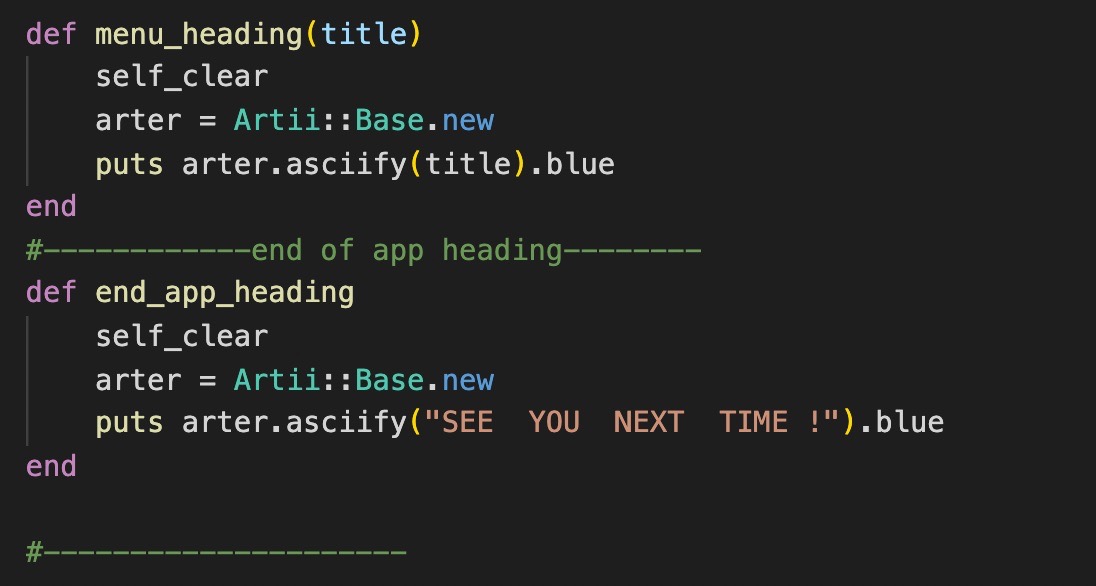 def menu_heading(title)
    self_clear
    arter = Artii::Base.new
    puts arter.asciify(title).blue
end
#------------end of app heading--------
def end_app_heading
    self_clear
    arter = Artii::Base.new
    puts arter.asciify("SEE  YOU  NEXT  TIME !").blue
end
#---------------------